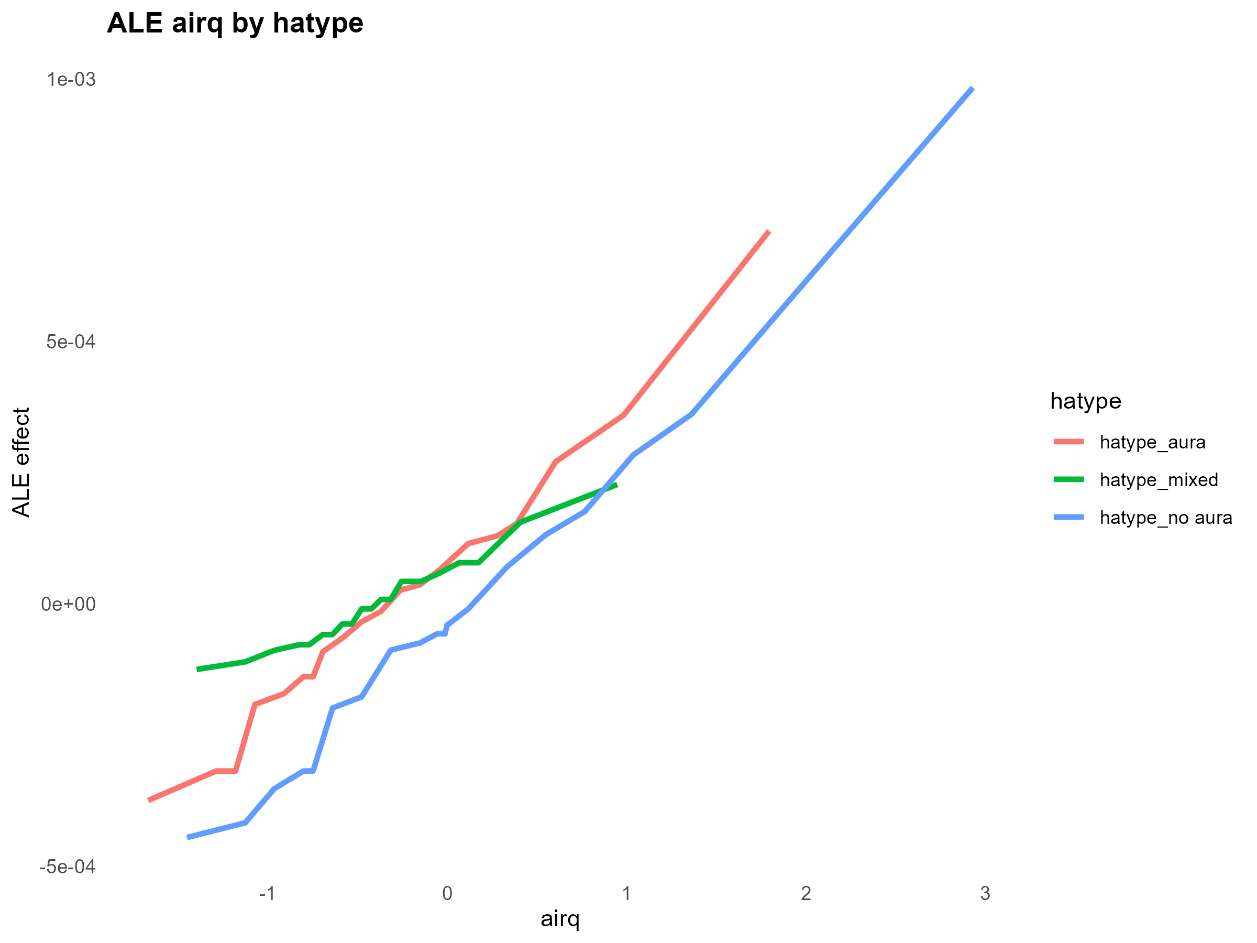 ALE airq by hatype
1e-03
5e-04
0e+00
-5e-04
ALE effect
-1 0 1 2 3
airq
hatype
hatype_aura
hatype_mixed
hatype_no aura